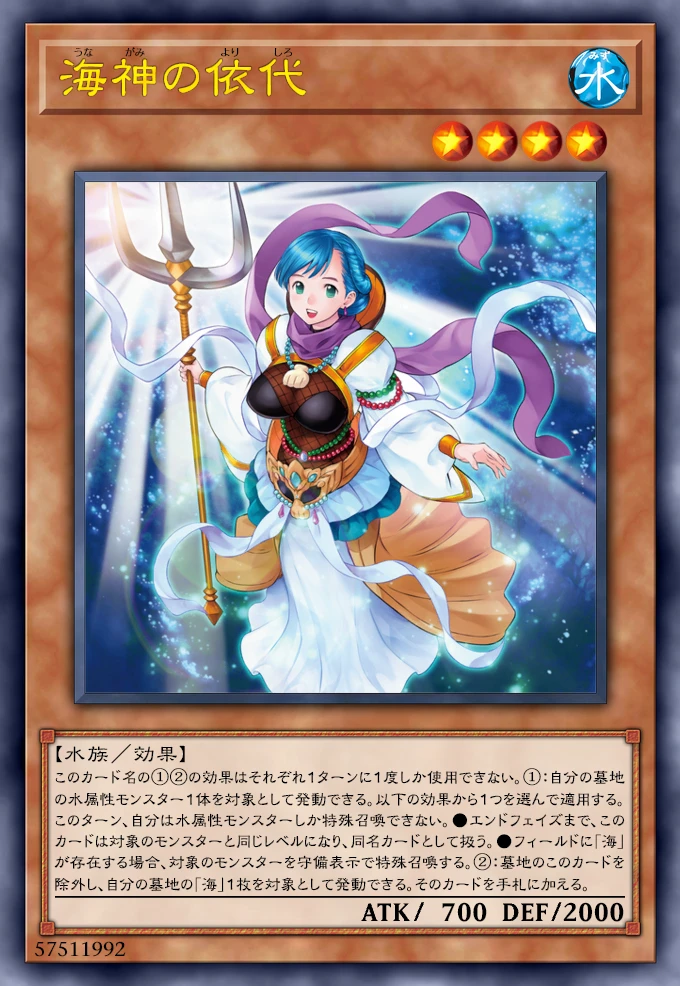 うな がみ より しろ
海神の依代
みず
水
【水族／効果】
このカード名の①②の効果はそれぞれ1ターンに1度しか使用できない。①：自分の墓地
の水属性モンスター1体を対象として発動できる。以下の効果から1つを選んで適用する。
このターン、自分は水属性モンスターしか特殊召喚できない。●エンドフェイズまで、この
カードは対象のモンスターと同じレベルになり、同名カードとして扱う。●フィールドに「海」
が存在する場合、対象のモンスターを守備表示で特殊召喚する。②：墓地のこのカードを
除外し、自分の墓地の「海」1枚を対象として発動できる。そのカードを手札に加える。
ATK/ 700 DEF/2000
57511992